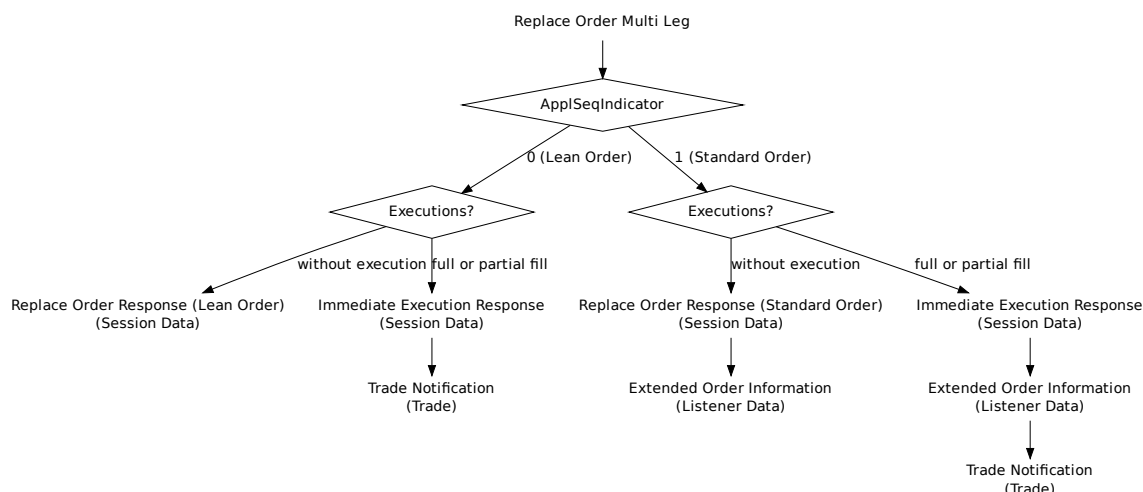 Replace Order Multi Leg
ApplSeqIndicator
0 (Lean Order)
1 (Standard Order)
Executions?
Executions?
without execution
full or partial fill
without execution
full or partial fill
Replace Order Response (Lean Order)
(Session Data)
Immediate Execution Response
(Session Data)
Replace Order Response (Standard Order)
(Session Data)
Immediate Execution Response
(Session Data)
Trade Notification
(Trade)
Extended Order Information
(Listener Data)
Extended Order Information
(Listener Data)
Trade Notification
(Trade)